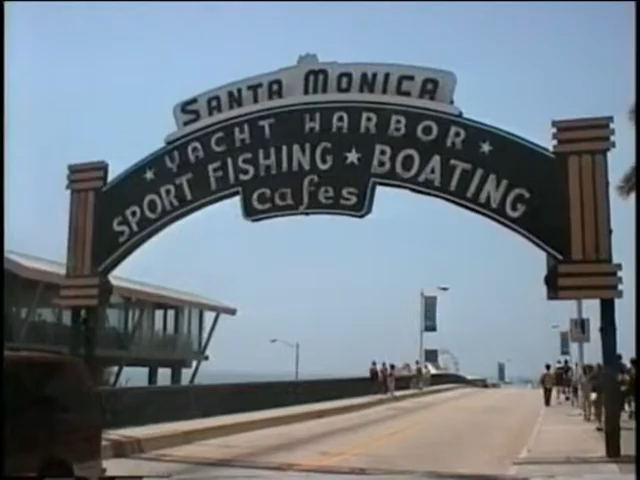 SANTA MONICA
★ YACHT HARBOR ★
SPORT FISHING ★ BOATING
cafes